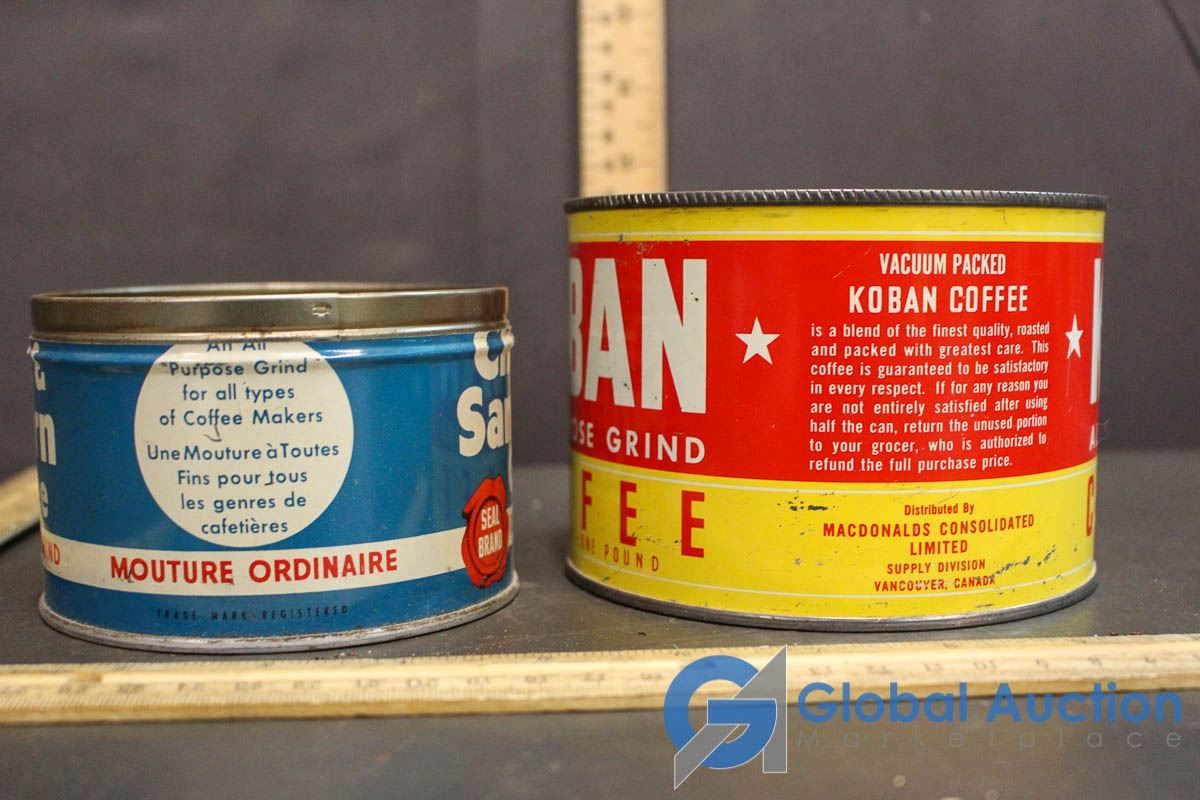 An All
Purpose Grind
for all types
of Coffee Makers
Une Mouture à Toutes
Fins pour tous
les genres de
cafetières
MOUTURE ORDINAIRE
TRADE MARK REGISTERED
SEAL
BRAND
BAN
GRIND
FEE
ONE POUND
VACUUM PACKED
KOBAN COFFEE
is a blend of the finest quality, roasted
and packed with greatest care. This
coffee is guaranteed to be satisfactory
in every respect. If for any reason you
are not entirely satisfied after using
half the can, return the unused portion
to your grocer, who is authorized to
refund the full purchase price.
Distributed By
MACDONALDS CONSOLIDATED
LIMITED
SUPPLY DIVISION
VANCOUVER, CANADA
Global Auction
Marketplace